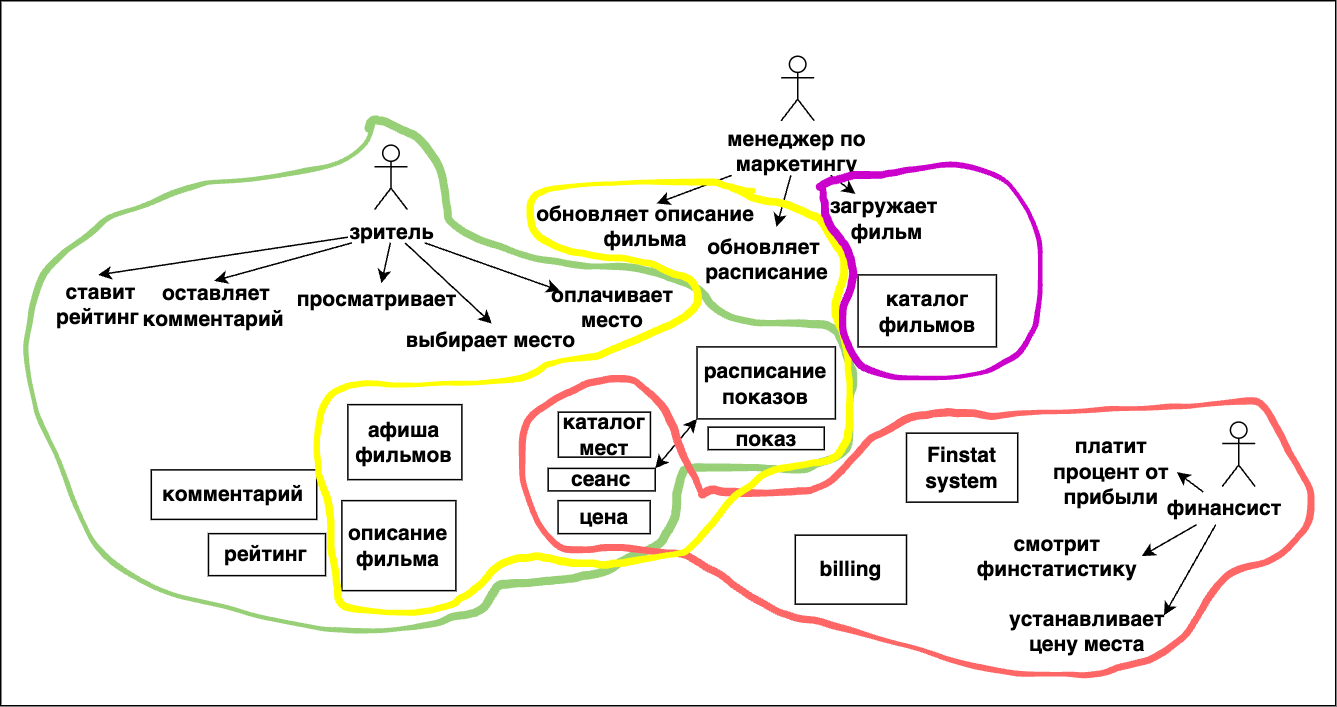 менеджер по
маркетингу
зритель
обновляет описание
фильма
обновляет
расписание
загружает
фильм
ставит
рейтинг
оставляет
комментарий
просматривает
выбирает место
оплачивает
место
каталог
фильмов
расписание
показов
показ
афиша
фильмов
каталог
мест
сеанс
цена
комментарий
рейтинг
описание
фильма
Finstat
system
billing
платит
процент от
прибыли
финансист
смотрит
финстатистику
устанавливает
цену места